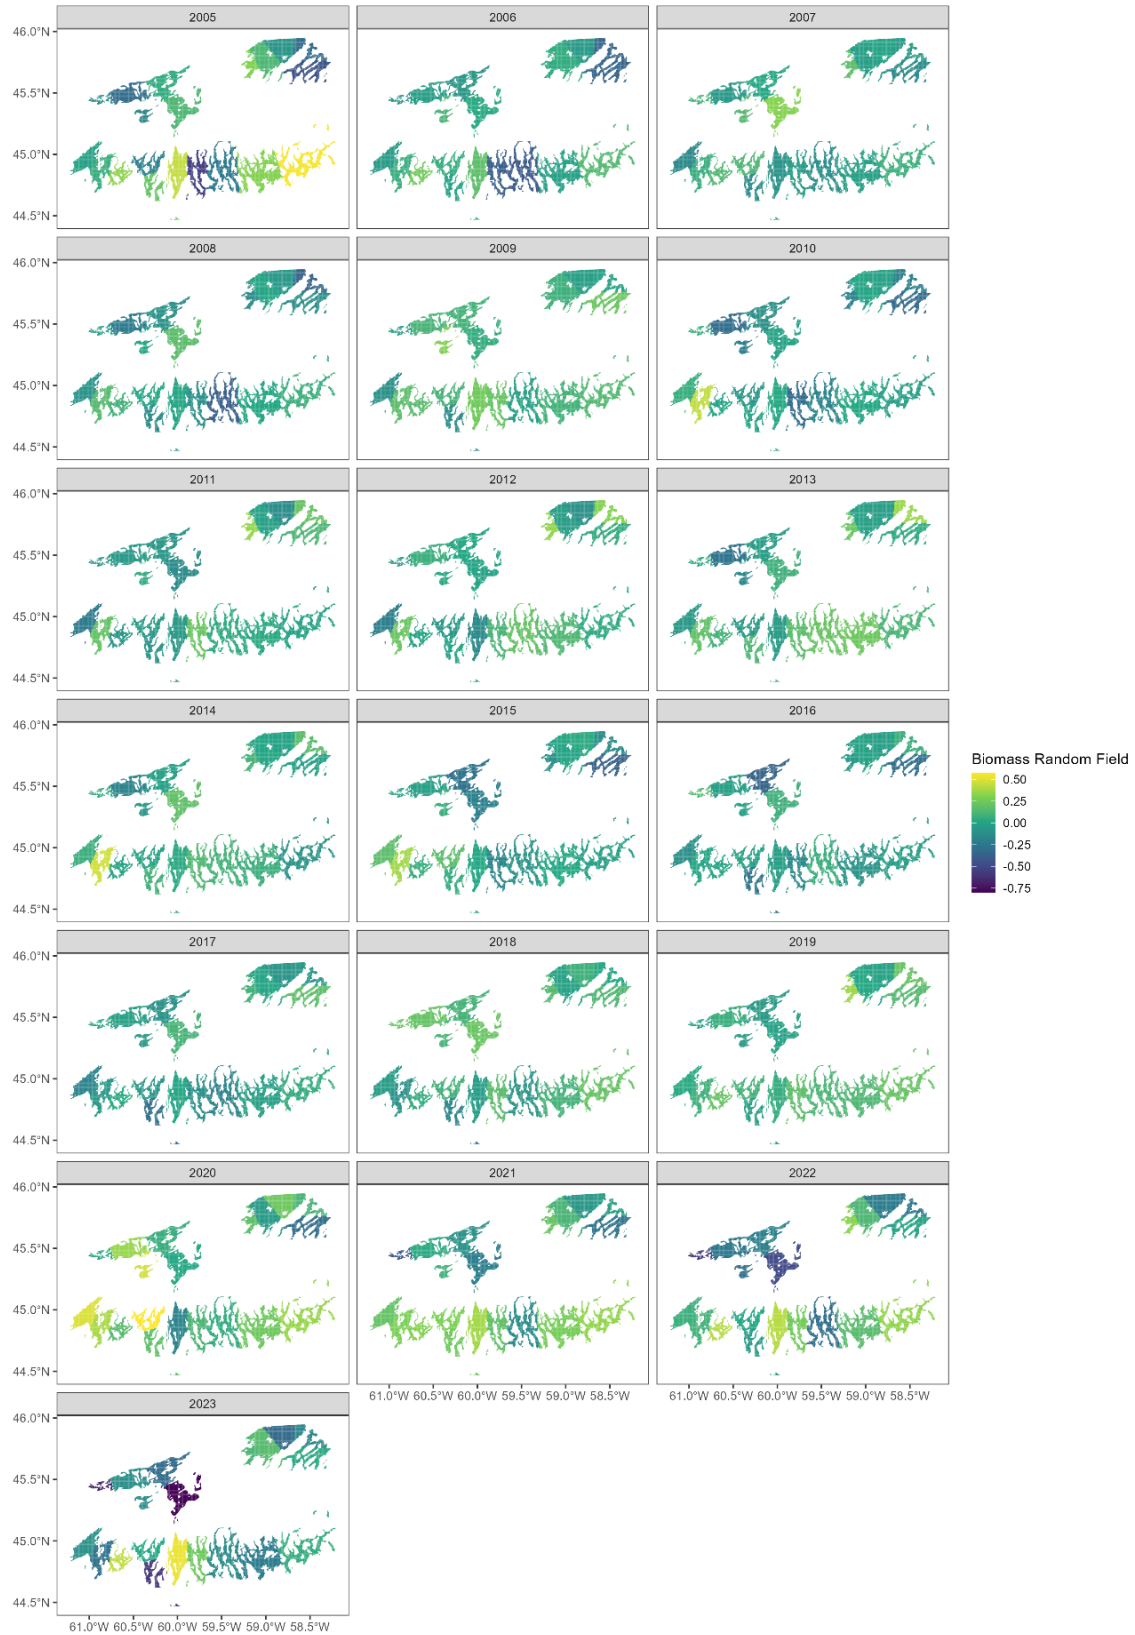 2005 2006 2007
46.0°N
45.5°N
45.0°N
44.5°N
2008 2009 2010
46.0°N
45.5°N
45.0°N
44.5°N
2011 2012 2013
46.0°N
45.5°N
45.0°N
44.5°N
2014 2015 2016
46.0°N
45.5°N
45.0°N
44.5°N
Biomass Random Field
0.50
0.25
0.00
-0.25
-0.50
-0.75
2017 2018 2019
46.0°N
45.5°N
45.0°N
44.5°N
2020 2021 2022
46.0°N
45.5°N
45.0°N
44.5°N
61.0°W 60.5°W 60.0°W 59.5°W 59.0°W 58.5°W 61.0°W 60.5°W 60.0°W 59.5°W 59.0°W 58.5°W
2023
46.0°N
45.5°N
45.0°N
44.5°N
61.0°W 60.5°W 60.0°W 59.5°W 59.0°W 58.5°W